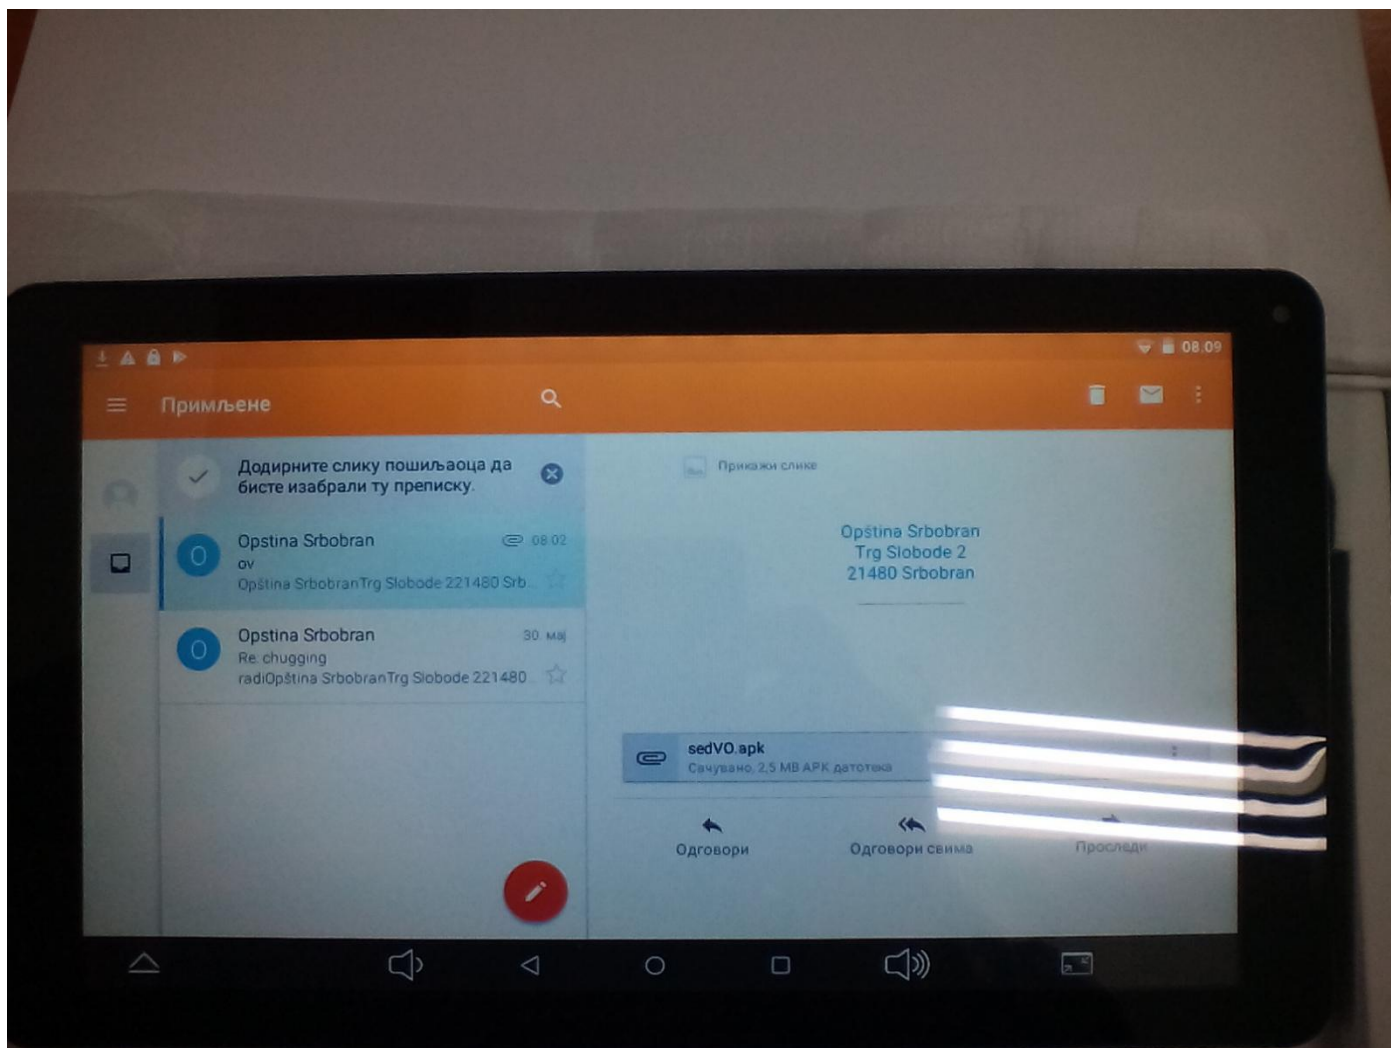 08.09
Примљене
Додирните слику пошиљаоца да
бисте изабрали ту преписку.
Opstina Srbobran
08:02
ov
Opština SrbobranTrg Slobode 221480 Srb...
Opstina Srbobran
30. мај
Re: chugging
radiOpština SrbobranTrg Slobode 221480...
Прикажи слике
Opština Srbobran
Trg Slobode 2
21480 Srbobran
sedVO.apk
Сачувано. 2,5 MB APK датотека
Одговори
Одговори свима
Проследи